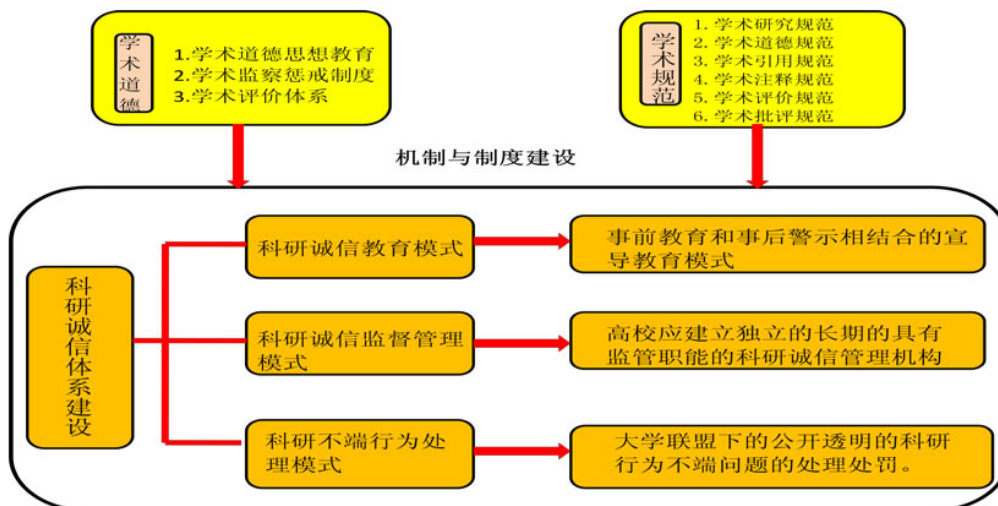 学术道德
1.学术道德思想教育
2.学术监察惩戒制度
3.学术评价体系
学术规范
1. 学术研究规范
2. 学术道德规范
3. 学术引用规范
4. 学术注释规范
5. 学术评价规范
6. 学术批评规范
机制与制度建设
科研诚信体系建设
科研诚信教育模式
事前教育和事后警示相结合的宣
导教育模式
科研诚信监督管理
模式
高校应建立独立的长期的具有
监管职能的科研诚信管理机构
科研不端行为处
理模式
大学联盟下的公开透明的科研
行为不端问题的处理处罚。